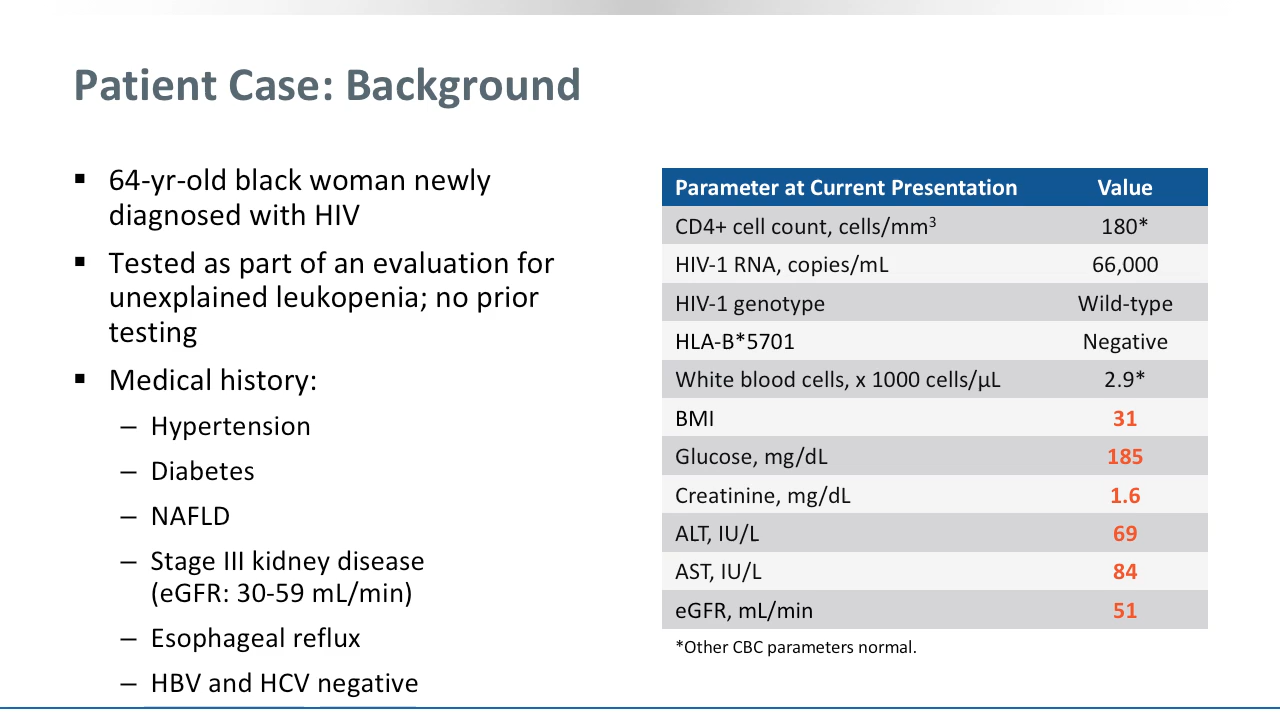 Patient Case: Background
▪ 64-yr-old black woman newly
diagnosed with HIV
▪ Tested as part of an evaluation for
unexplained leukopenia; no prior
testing
▪ Medical history:
– Hypertension
– Diabetes
– NAFLD
– Stage III kidney disease
(eGFR: 30-59 mL/min)
– Esophageal reflux
– HBV and HCV negative
Parameter at Current Presentation Value
CD4+ cell count, cells/mm³ 180*
HIV-1 RNA, copies/mL 66,000
HIV-1 genotype Wild-type
HLA-B*5701 Negative
White blood cells, x 1000 cells/µL 2.9*
BMI 31
Glucose, mg/dL 185
Creatinine, mg/dL 1.6
ALT, IU/L 69
AST, IU/L 84
eGFR, mL/min 51
*Other CBC parameters normal.